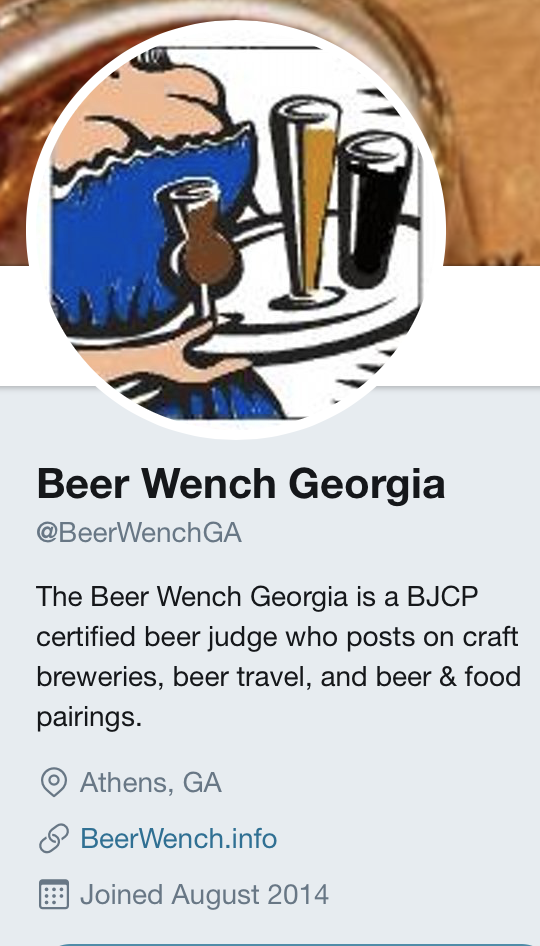 Beer Wench Georgia
@BeerWenchGA
The Beer Wench Georgia is a BJCP
certified beer judge who posts on craft
breweries, beer travel, and beer & food
pairings.
Athens, GA
BeerWench.info
Joined August 2014